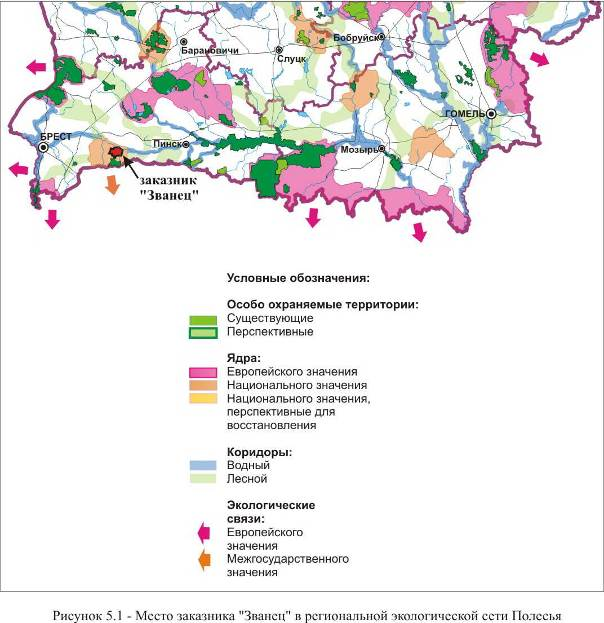 Барановичи
Бобруйск
Слуцк
ГОМЕЛЬ
БРЕСТ
Пинск
Мозырь
заказник
"Званец"
Условные обозначения:
Особо охраняемые территории:
Существующие
Перспективные
Ядра:
Европейского значения
Национального значения
Национального значения,
перспективные для
восстановления
Коридоры:
Водный
Лесной
Экологические
связи:
Европейского
значения
Межгосударственного
значения
Рисунок 5.1 - Место заказника "Званец" в региональной экологической сети Полесья